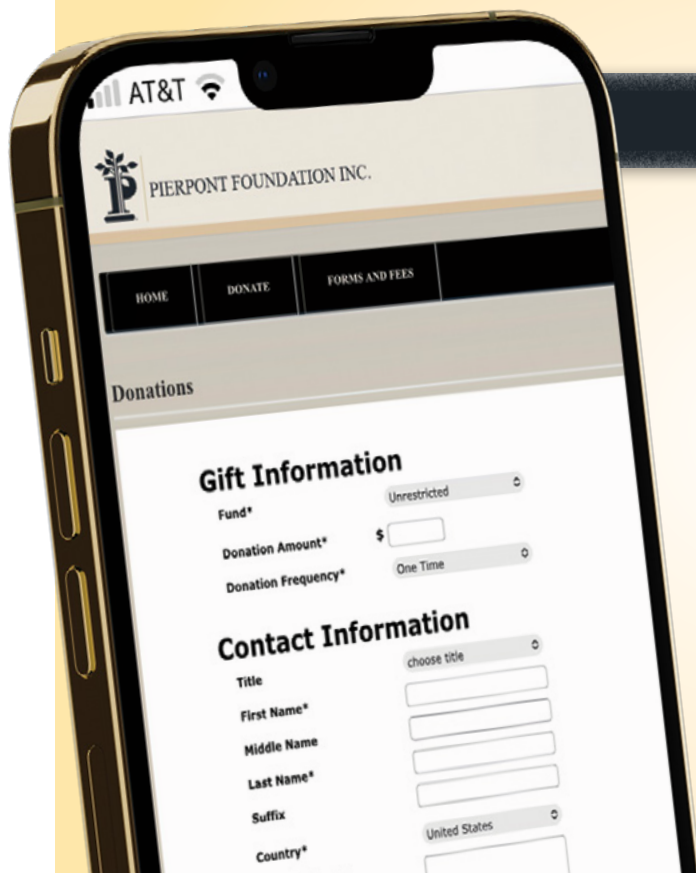 AT&T
P PIERPONT FOUNDATION INC.
HOME DONATE FORMS AND FEES
Donations
Gift Information
Fund* Unrestricted
Donation Amount* $
Donation Frequency* One Time
Contact Information
Title choose title
First Name*
Middle Name
Last Name*
Suffix
Country* United States